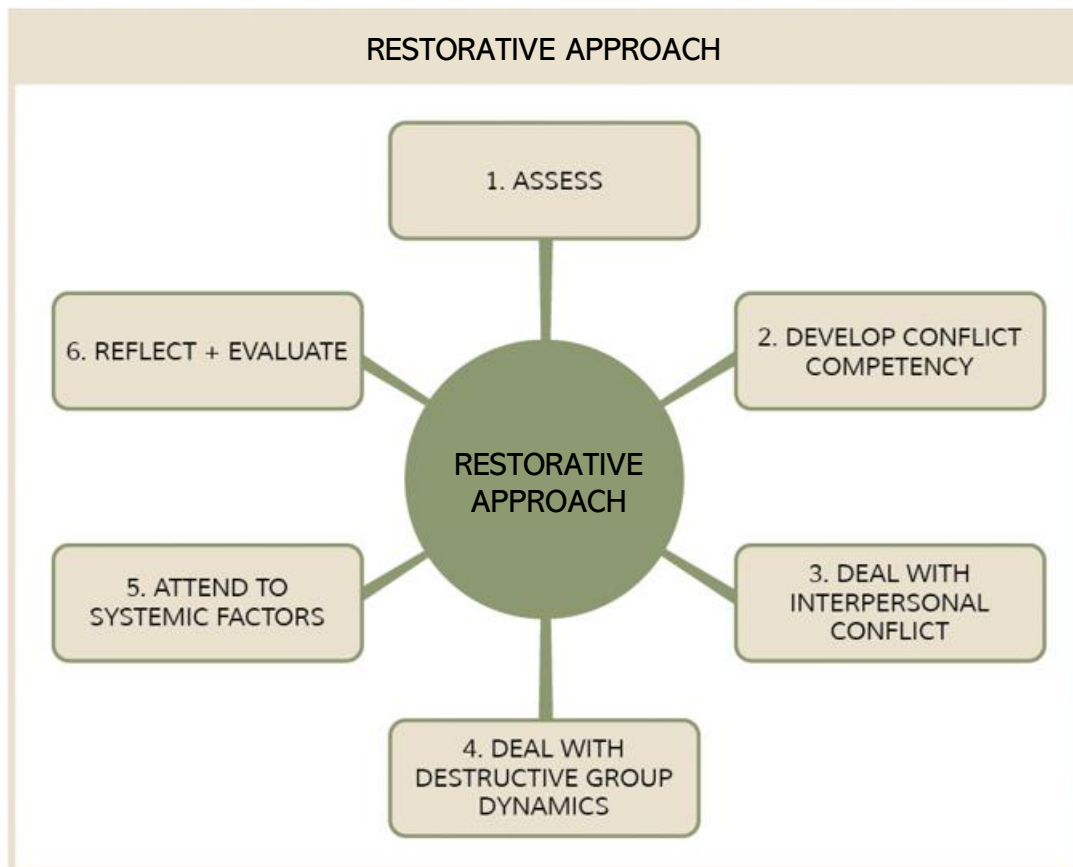 RESTORATIVE APPROACH
1. ASSESS
2. DEVELOP CONFLICT
COMPETENCY
3. DEAL WITH
INTERPERSONAL
CONFLICT
4. DEAL WITH
DESTRUCTIVE GROUP
DYNAMICS
5. ATTEND TO
SYSTEMIC FACTORS
6. REFLECT + EVALUATE
RESTORATIVE
APPROACH